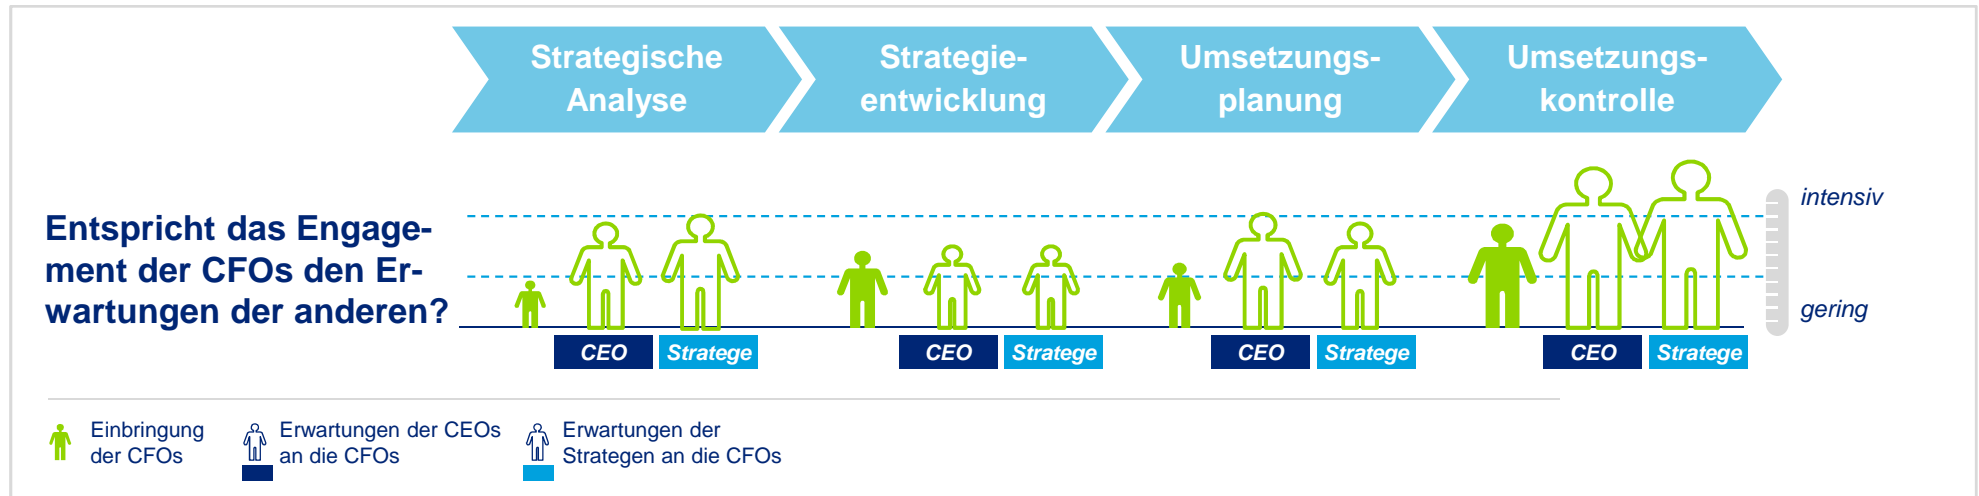 Strategische
Analyse
Strategie-
entwicklung
Umsetzungs-
planung
Umsetzungs-
kontrolle
Entspricht das Engage-
ment der CFOs den Er-
wartungen der anderen?
intensiv
gering
CEO
Stratege
CEO
Stratege
CEO
Stratege
CEO
Stratege
Einbringung
der CFOs
Erwartungen der CEOs
an die CFOs
Erwartungen der
Strategen an die CFOs